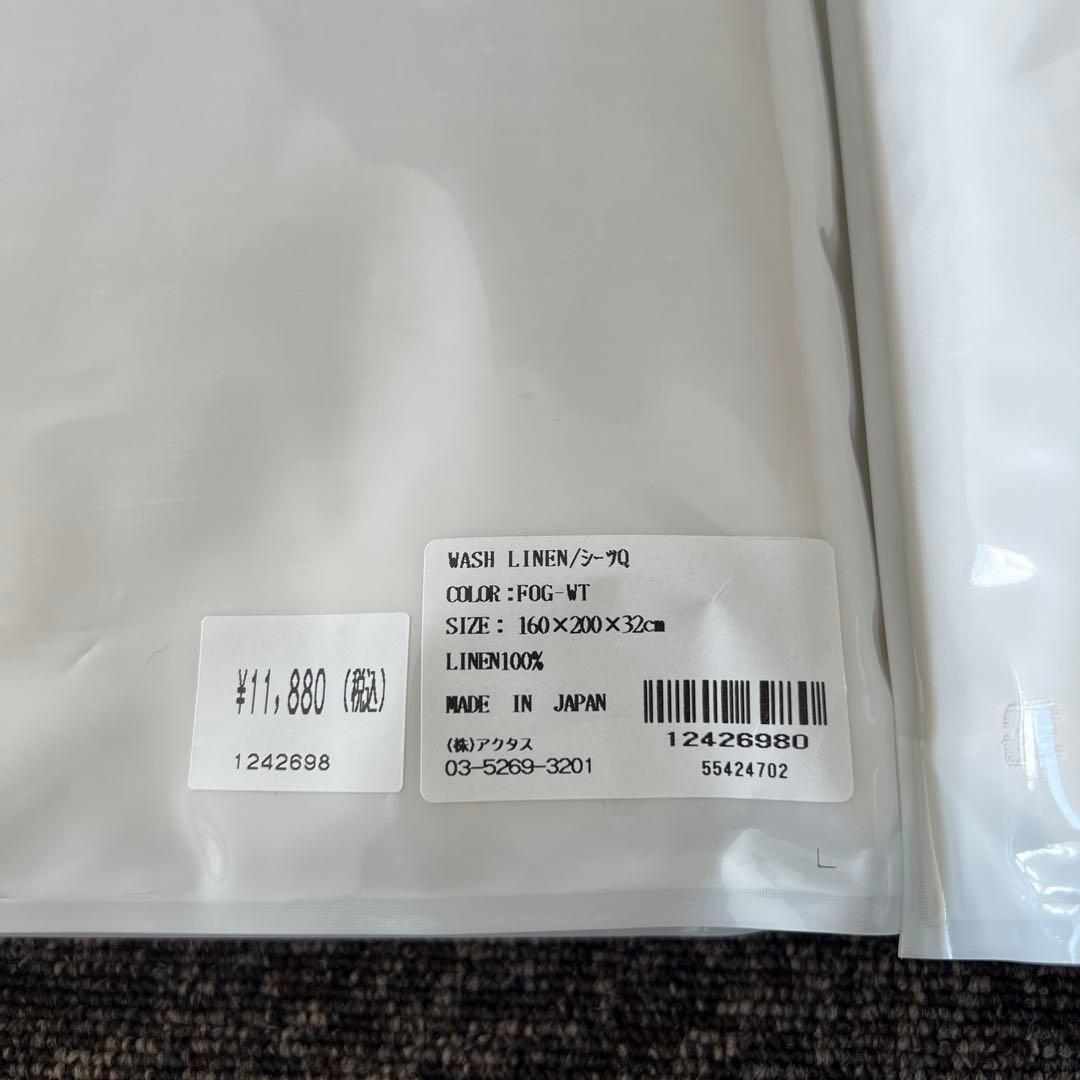 WASH LINEN/シーツQ
COLOR:FOG-WT
SIZE: 160×200×32cm
LINEN100%
MADE IN JAPAN
(株)アクタス
03-5269-3201
12426980
55424702
¥11,880 (税込)
1242698